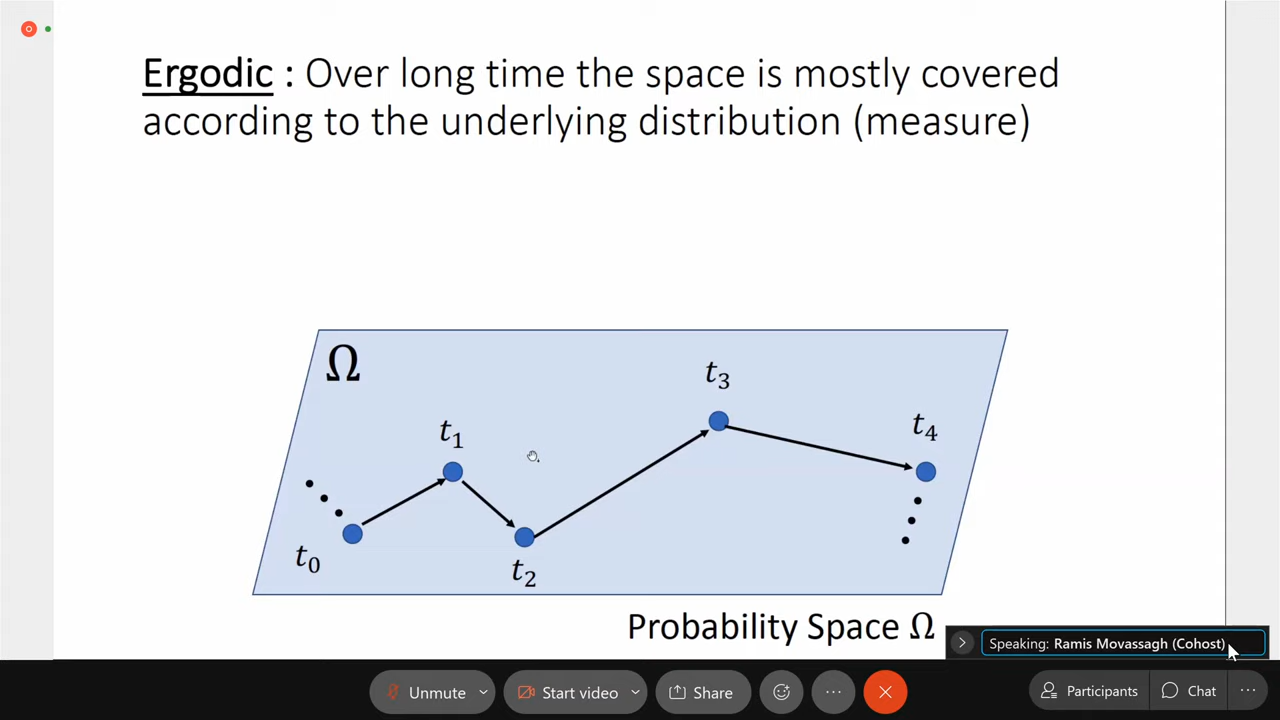 Ergodic : Over long time the space is mostly covered
according to the underlying distribution (measure)
Ω
t₃
t₁
t₄
t₀
t₂
Probability Space Ω
Speaking: Ramis Movassagh (Cohost)
Unmute
Start video
Share
Participants
Chat